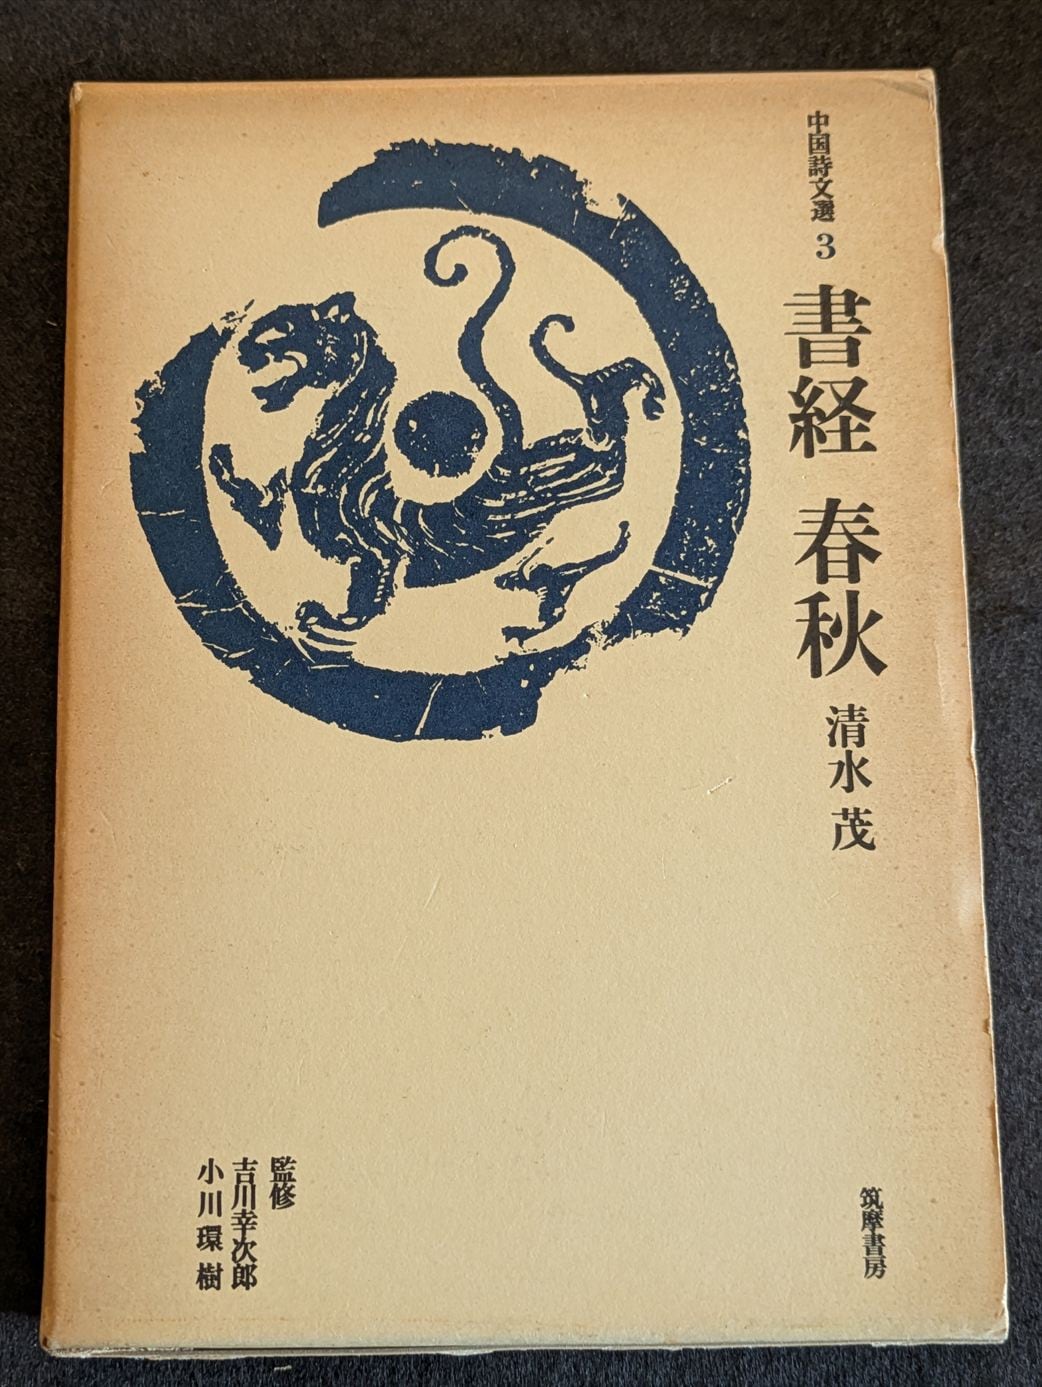 中国詩文選 3
書経 春秋
清水 茂
監修
吉川幸次郎
小川環樹
筑摩書房